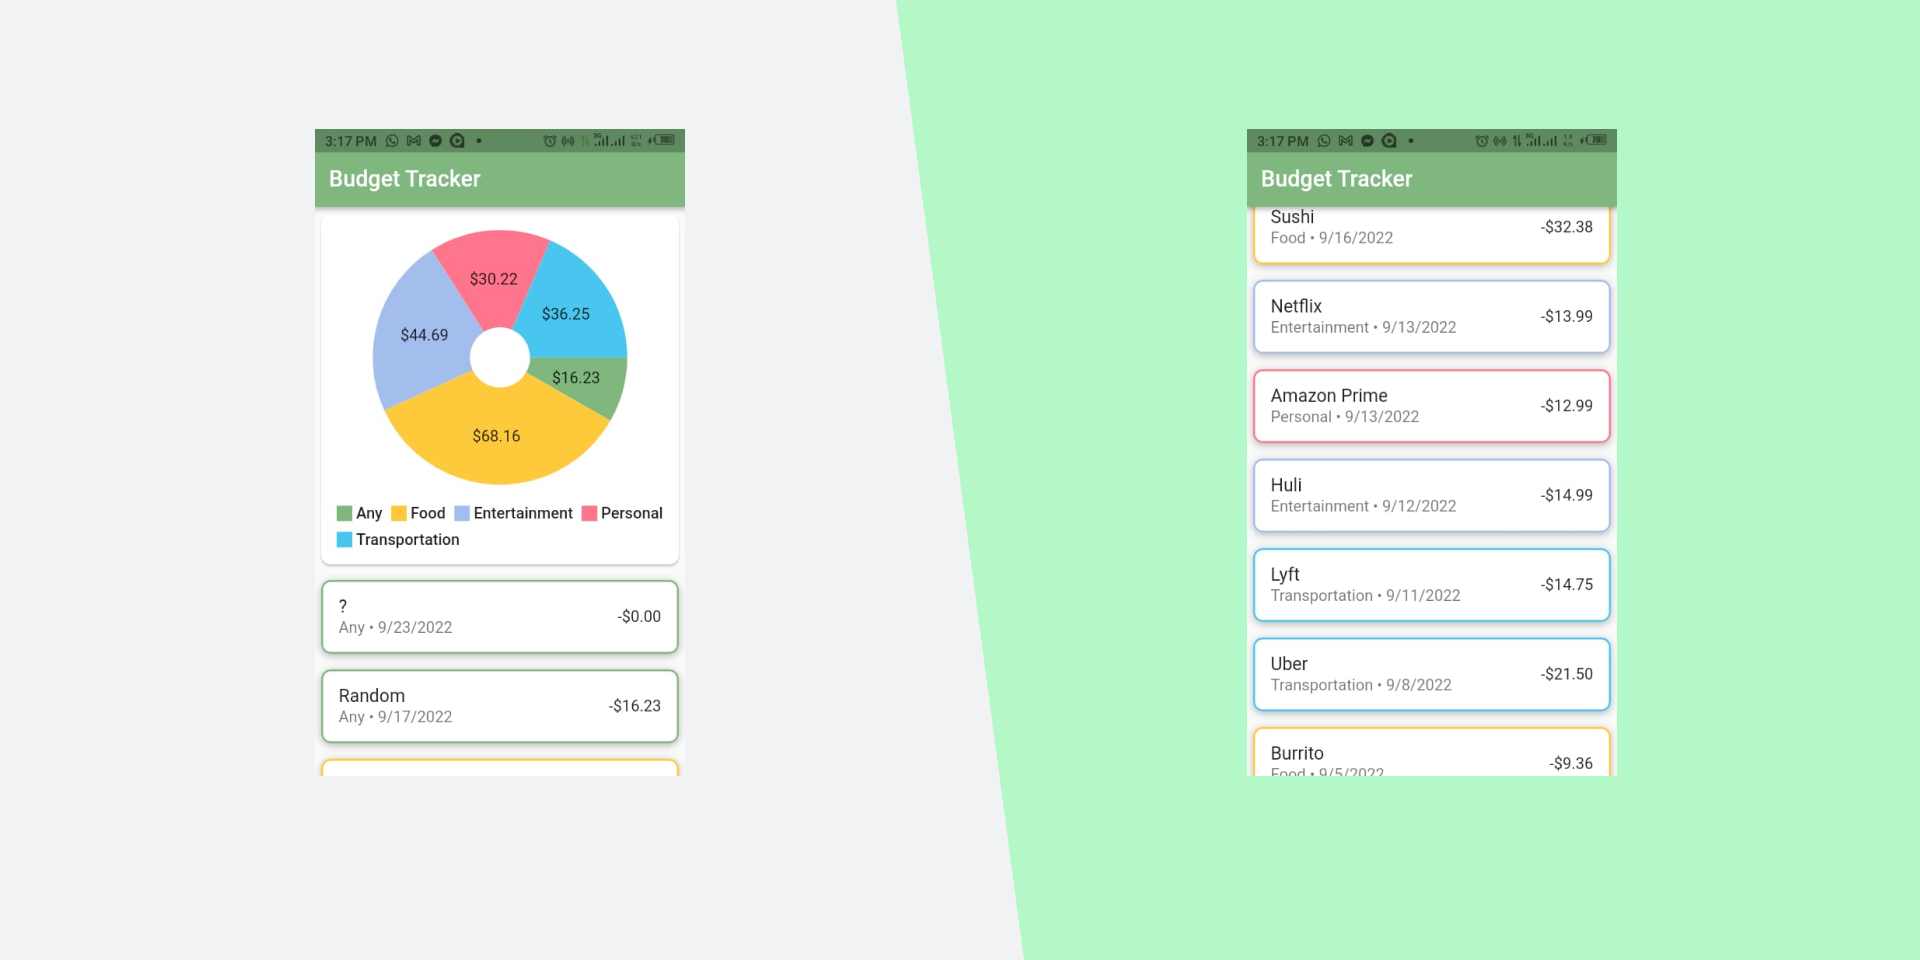 3:17 PM
Budget Tracker
$30.22
$36.25
$44.69
$16.23
$68.16
Any Food Entertainment Personal
Transportation
?
-$0.00
Any • 9/23/2022
Random
-$16.23
Any • 9/17/2022
3:17 PM
Budget Tracker
Sushi
-$32.38
Food • 9/16/2022
Netflix
-$13.99
Entertainment • 9/13/2022
Amazon Prime
-$12.99
Personal • 9/13/2022
Huli
-$14.99
Entertainment • 9/12/2022
Lyft
-$14.75
Transportation • 9/11/2022
Uber
-$21.50
Transportation • 9/8/2022
Burrito
-$9.36
Food • 9/5/2022